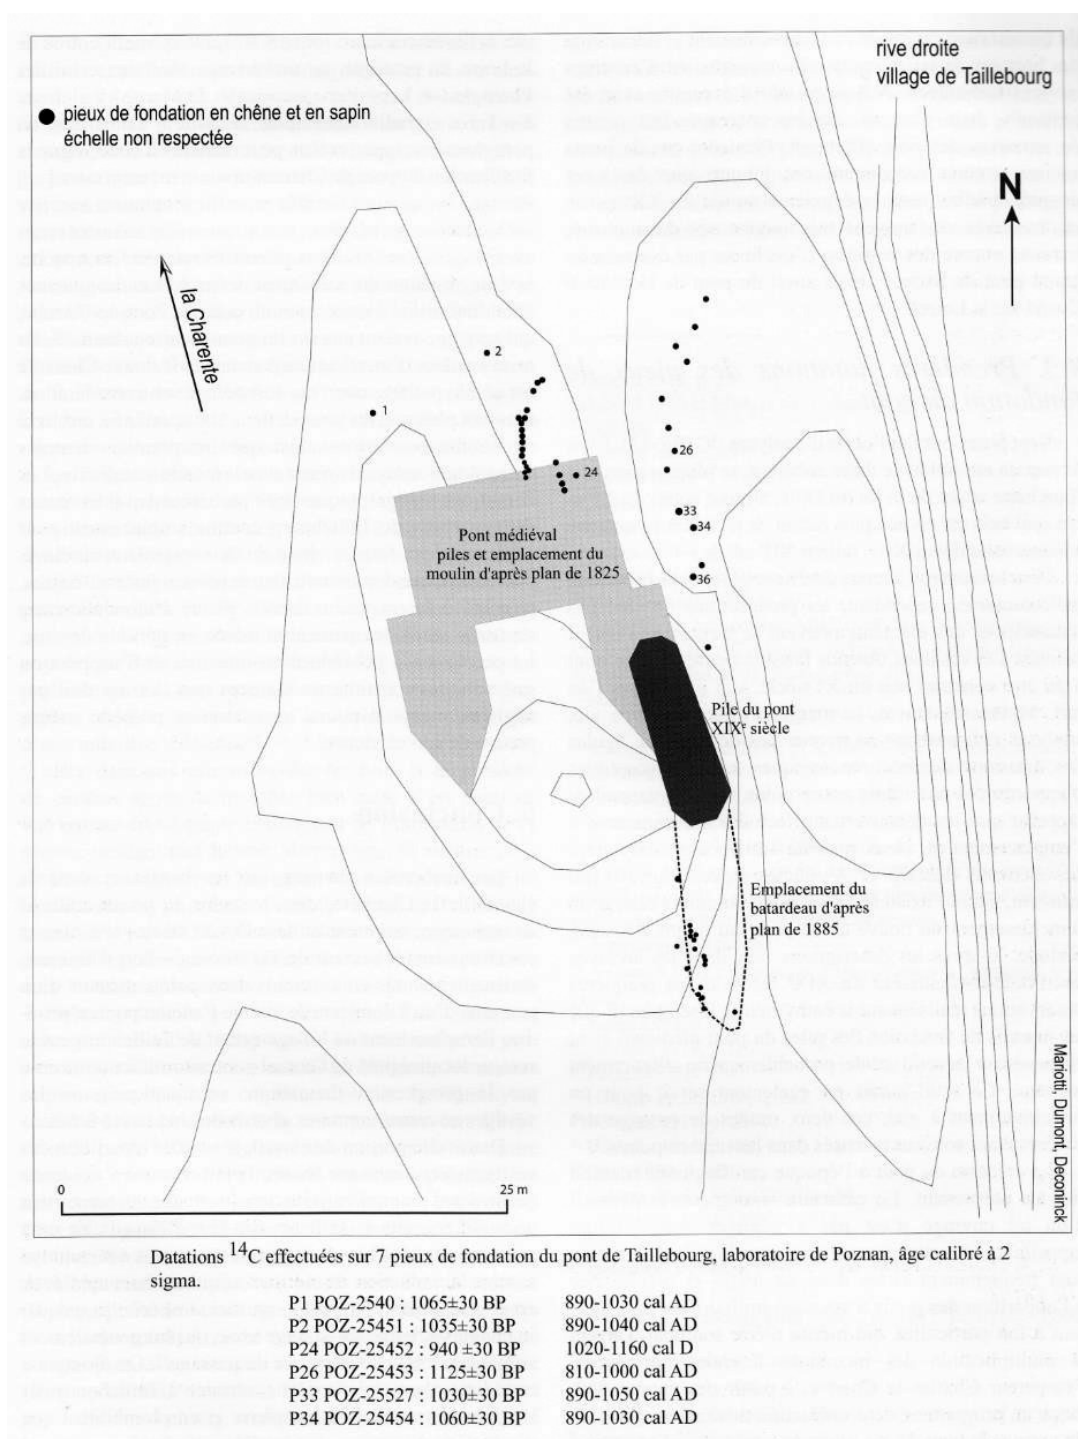 rive droite
village de Taillebourg
pieux de fondation en chêne et en sapin
échelle non respectée
N
la Charente
2
1
24
26
33
34
36
Pont médiéval
piles et emplacement du
moulin d'après plan de 1825
Pile du pont
XIXe siècle
Emplacement du
batardeau d'après
plan de 1885
Mariotti, Dumont, Deconinck
0
25 m
Datations 14C effectuées sur 7 pieux de fondation du pont de Taillebourg, laboratoire de Poznan, âge calibré à 2
sigma.
P1 POZ-2540 : 1065±30 BP 890-1030 cal AD
P2 POZ-25451 : 1035±30 BP 890-1040 cal AD
P24 POZ-25452 : 940 ±30 BP 1020-1160 cal D
P26 POZ-25453 : 1125±30 BP 810-1000 cal AD
P33 POZ-25527 : 1030±30 BP 890-1050 cal AD
P34 POZ-25454 : 1060±30 BP 890-1030 cal AD